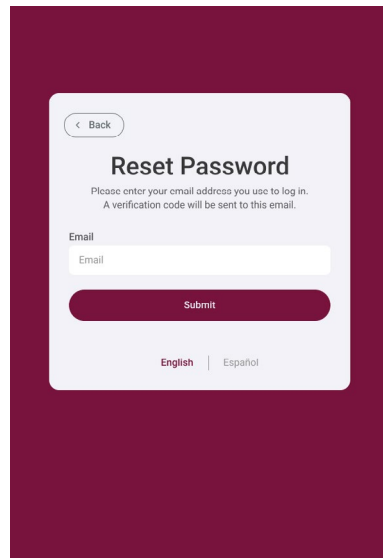 < Back
Reset Password
Please enter your email address you use to log in.
A verification code will be sent to this email.
Email
Email
Submit
English | Español